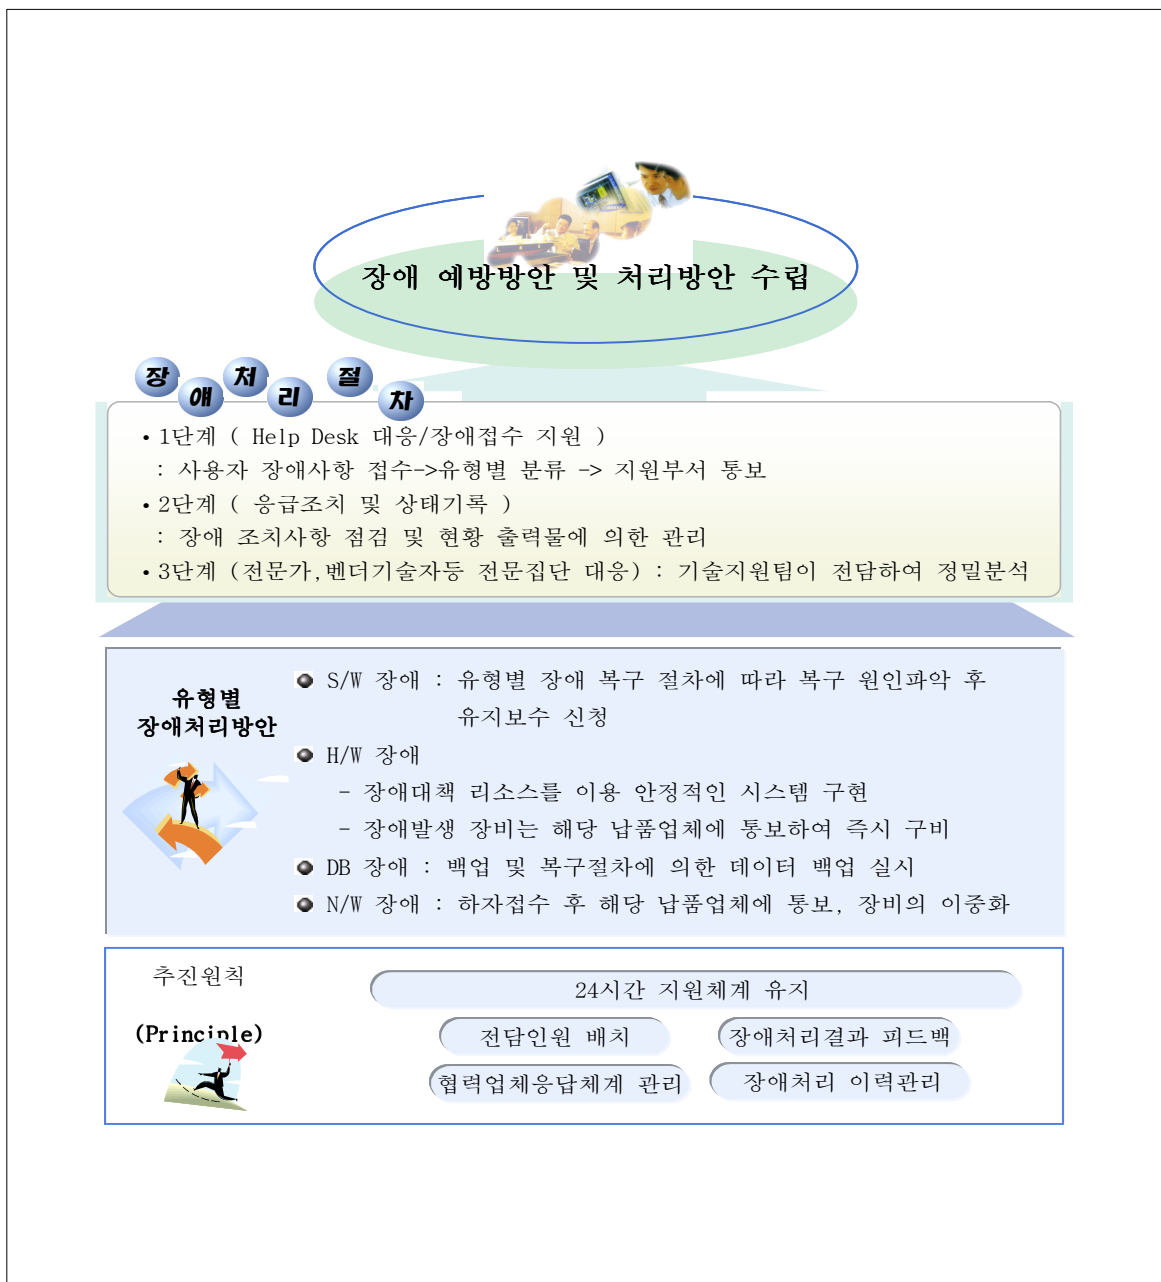 장애 예방방안 및 처리방안 수립
장얘처리 절차
• 1단계 ( Help Desk 대응/장애접수 지원 )
: 사용자 장애사항 접수->유형별 분류 -> 지원부서 통보
• 2단계 ( 응급조치 및 상태기록 )
: 장애 조치사항 점검 및 현황 출력물에 의한 관리
• 3단계 (전문가,벤더기술자등 전문집단 대응) : 기술지원팀이 전담하여 정밀분석
유형별
장애처리방안
S/W 장애 : 유형별 장애 복구 절차에 따라 복구 원인파악 후
유지보수 신청
H/W 장애
- 장애대책 리소스를 이용 안정적인 시스템 구현
- 장애발생 장비는 해당 납품업체에 통보하여 즉시 구비
DB 장애 : 백업 및 복구절차에 의한 데이터 백업 실시
N/W 장애 : 하자접수 후 해당 납품업체에 통보, 장비의 이중화
추진원칙
(Principle)
24시간 지원체계 유지
전담인원 배치
장애처리결과 피드백
협력업체응답체계 관리
장애처리 이력관리